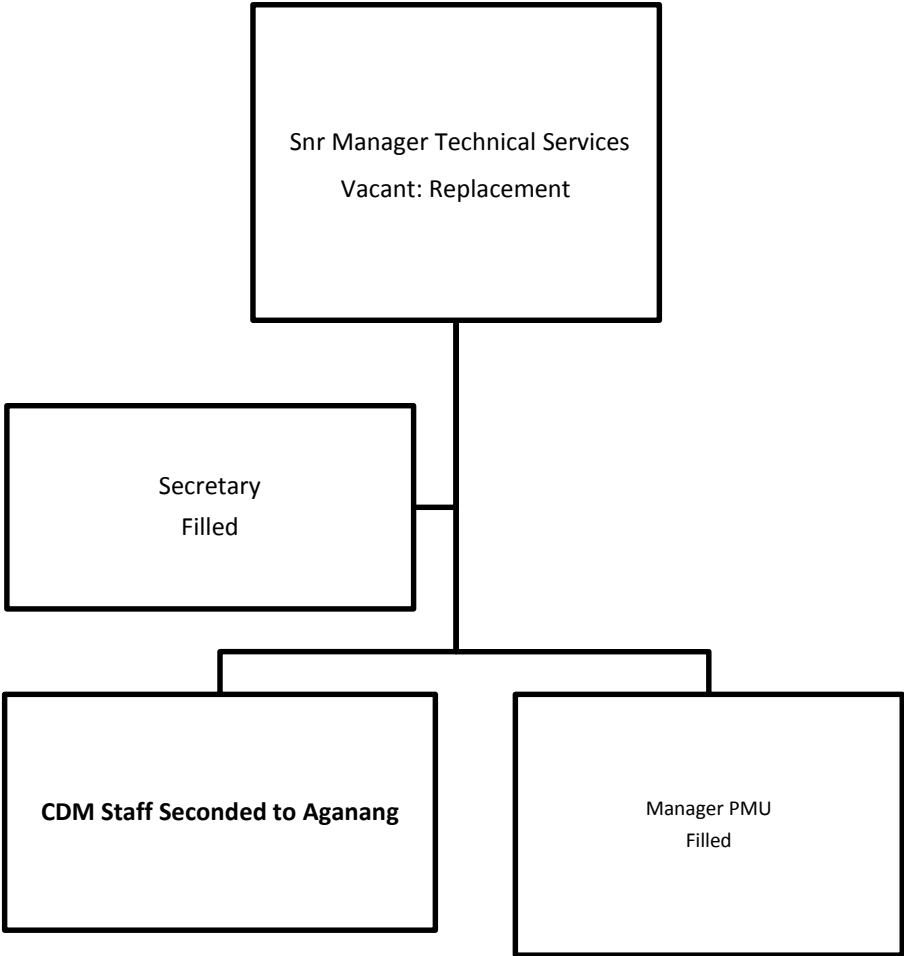 Snr Manager Technical Services
Vacant: Replacement
Secretary
Filled
CDM Staff Seconded to Aganang
Manager PMU
Filled